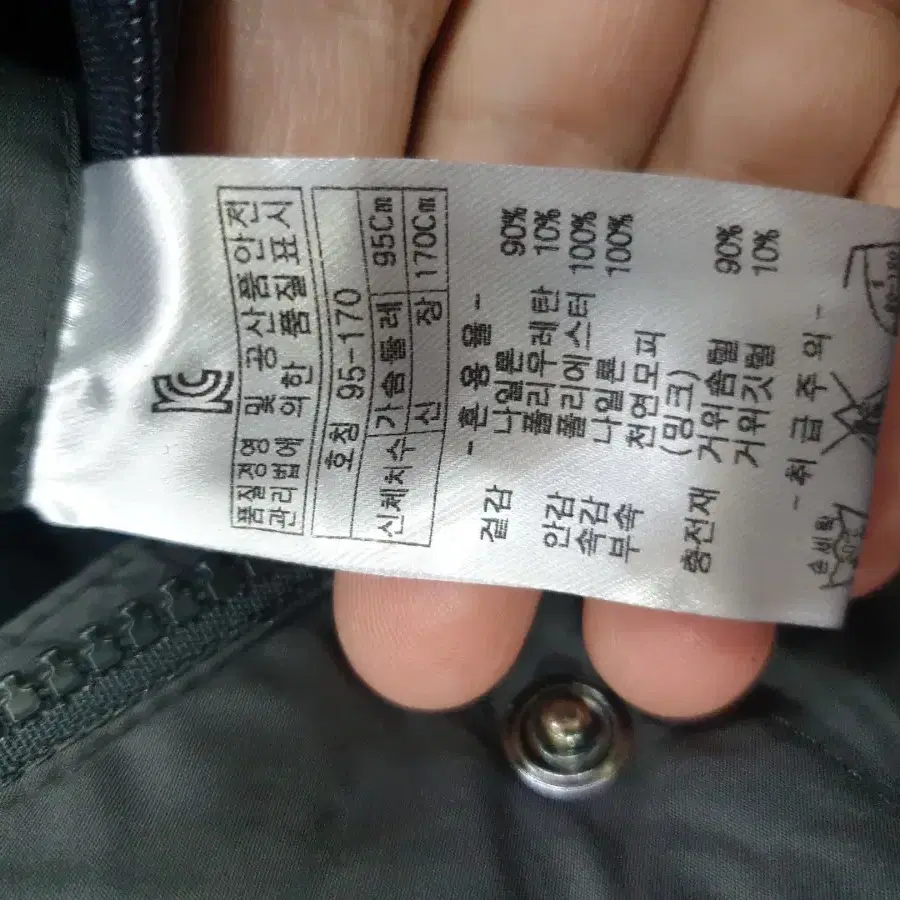 KC
품질경영 및 공산품안전
관리법에 의한 품질표시
호칭 95-170
신체치수 가슴둘레 95Cm
신 장 170Cm
- 혼 용 율 -
겉감 나일론 90%
폴리우레탄 10%
안감 폴리에스터 100%
속감 나일론 100%
부속 천연모피
(밍크)
충전재 거위솜털 90%
거위깃털 10%
- 취 급 주 의 -
손세탁